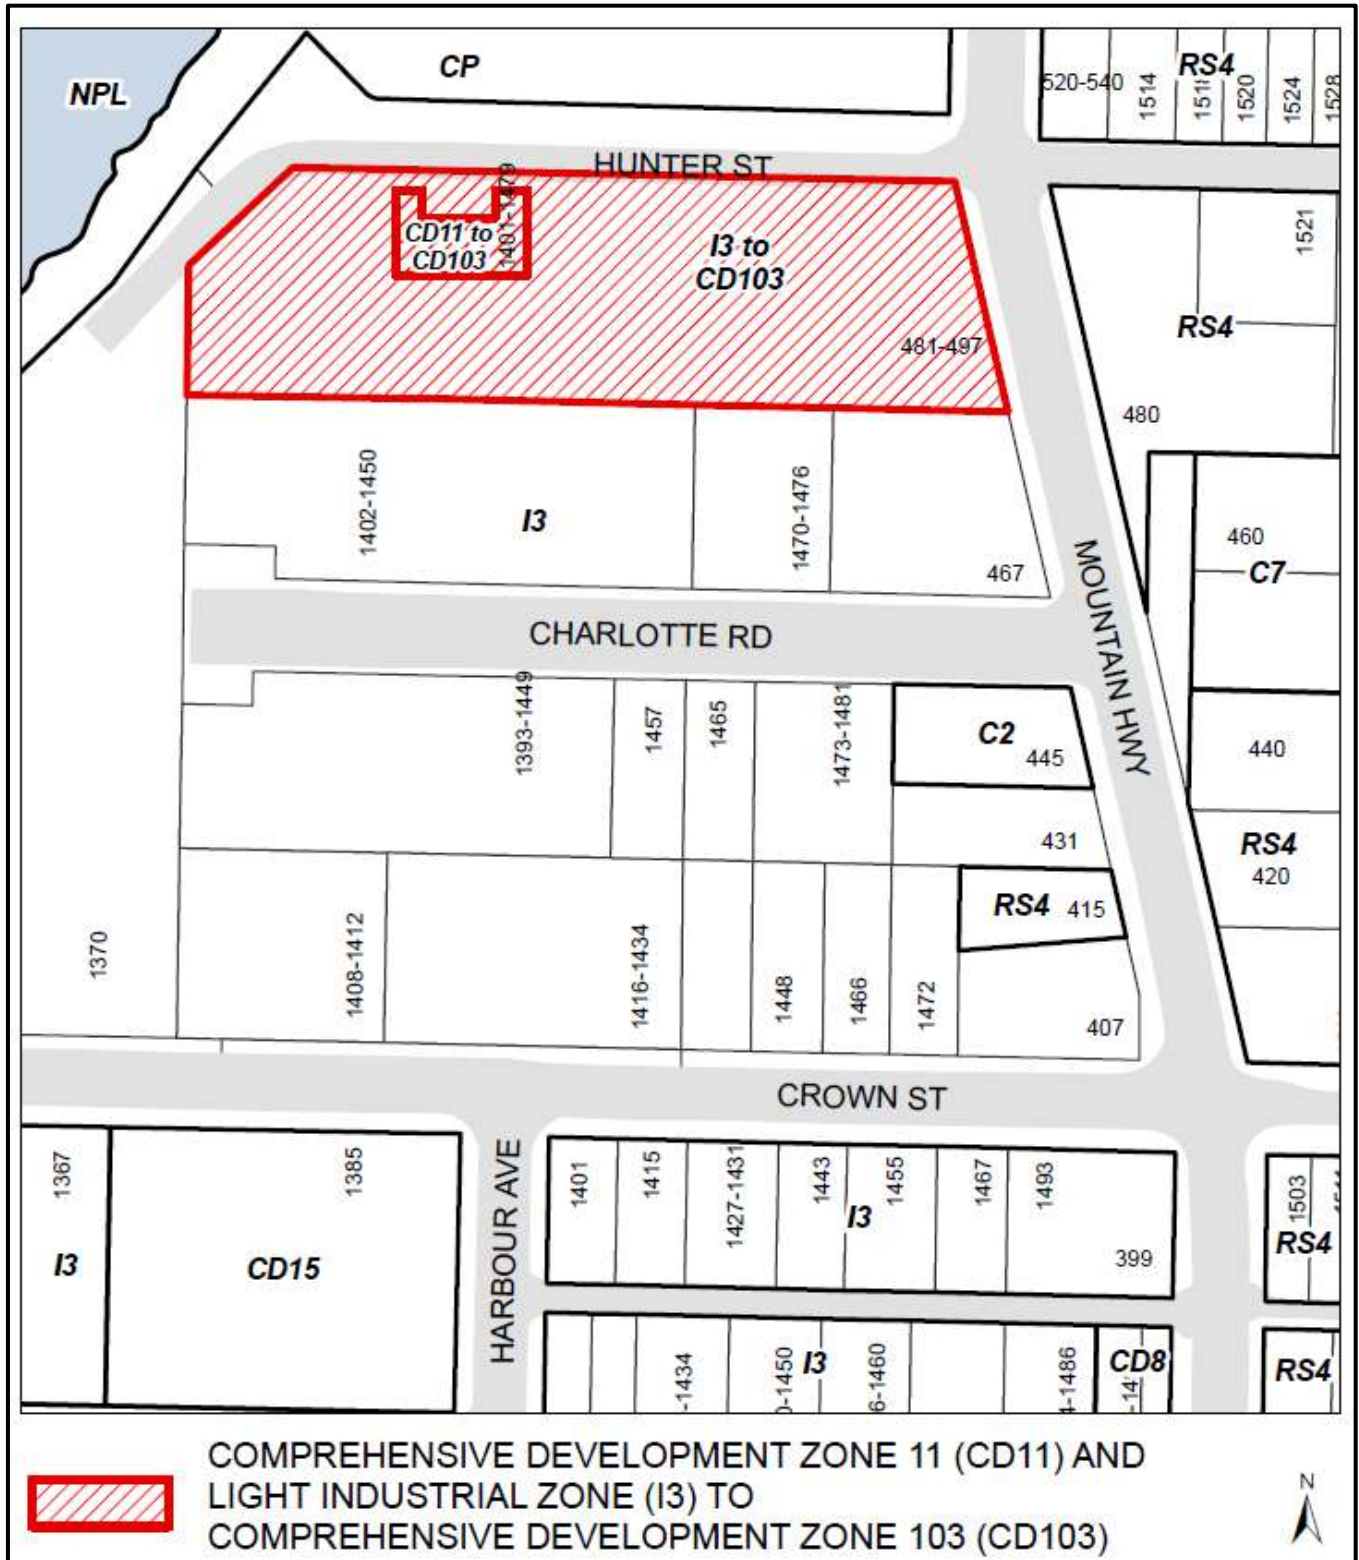 NPL
CP
RS4
520-540
1514
1520
1524
1528
HUNTER ST
1401-1479
CD11 to
CD103
I3 to
CD103
481-497
1521
RS4
480
1402-1450
I3
1470-1476
467
460
C7
MOUNTAIN HWY
CHARLOTTE RD
1393-1449
1457
1465
1473-1481
C2
445
440
431
RS4
420
RS4
415
1370
1408-1412
1416-1434
1448
1466
1472
407
CROWN ST
1367
1385
HARBOUR AVE
1401
1415
1427-1431
1443
1455
1467
1493
I3
399
1503
RS4
I3
CD15
-1434
-1450
I3
-1460
-1486
CD8
RS4
COMPREHENSIVE DEVELOPMENT ZONE 11 (CD11) AND
LIGHT INDUSTRIAL ZONE (I3) TO
COMPREHENSIVE DEVELOPMENT ZONE 103 (CD103)
N